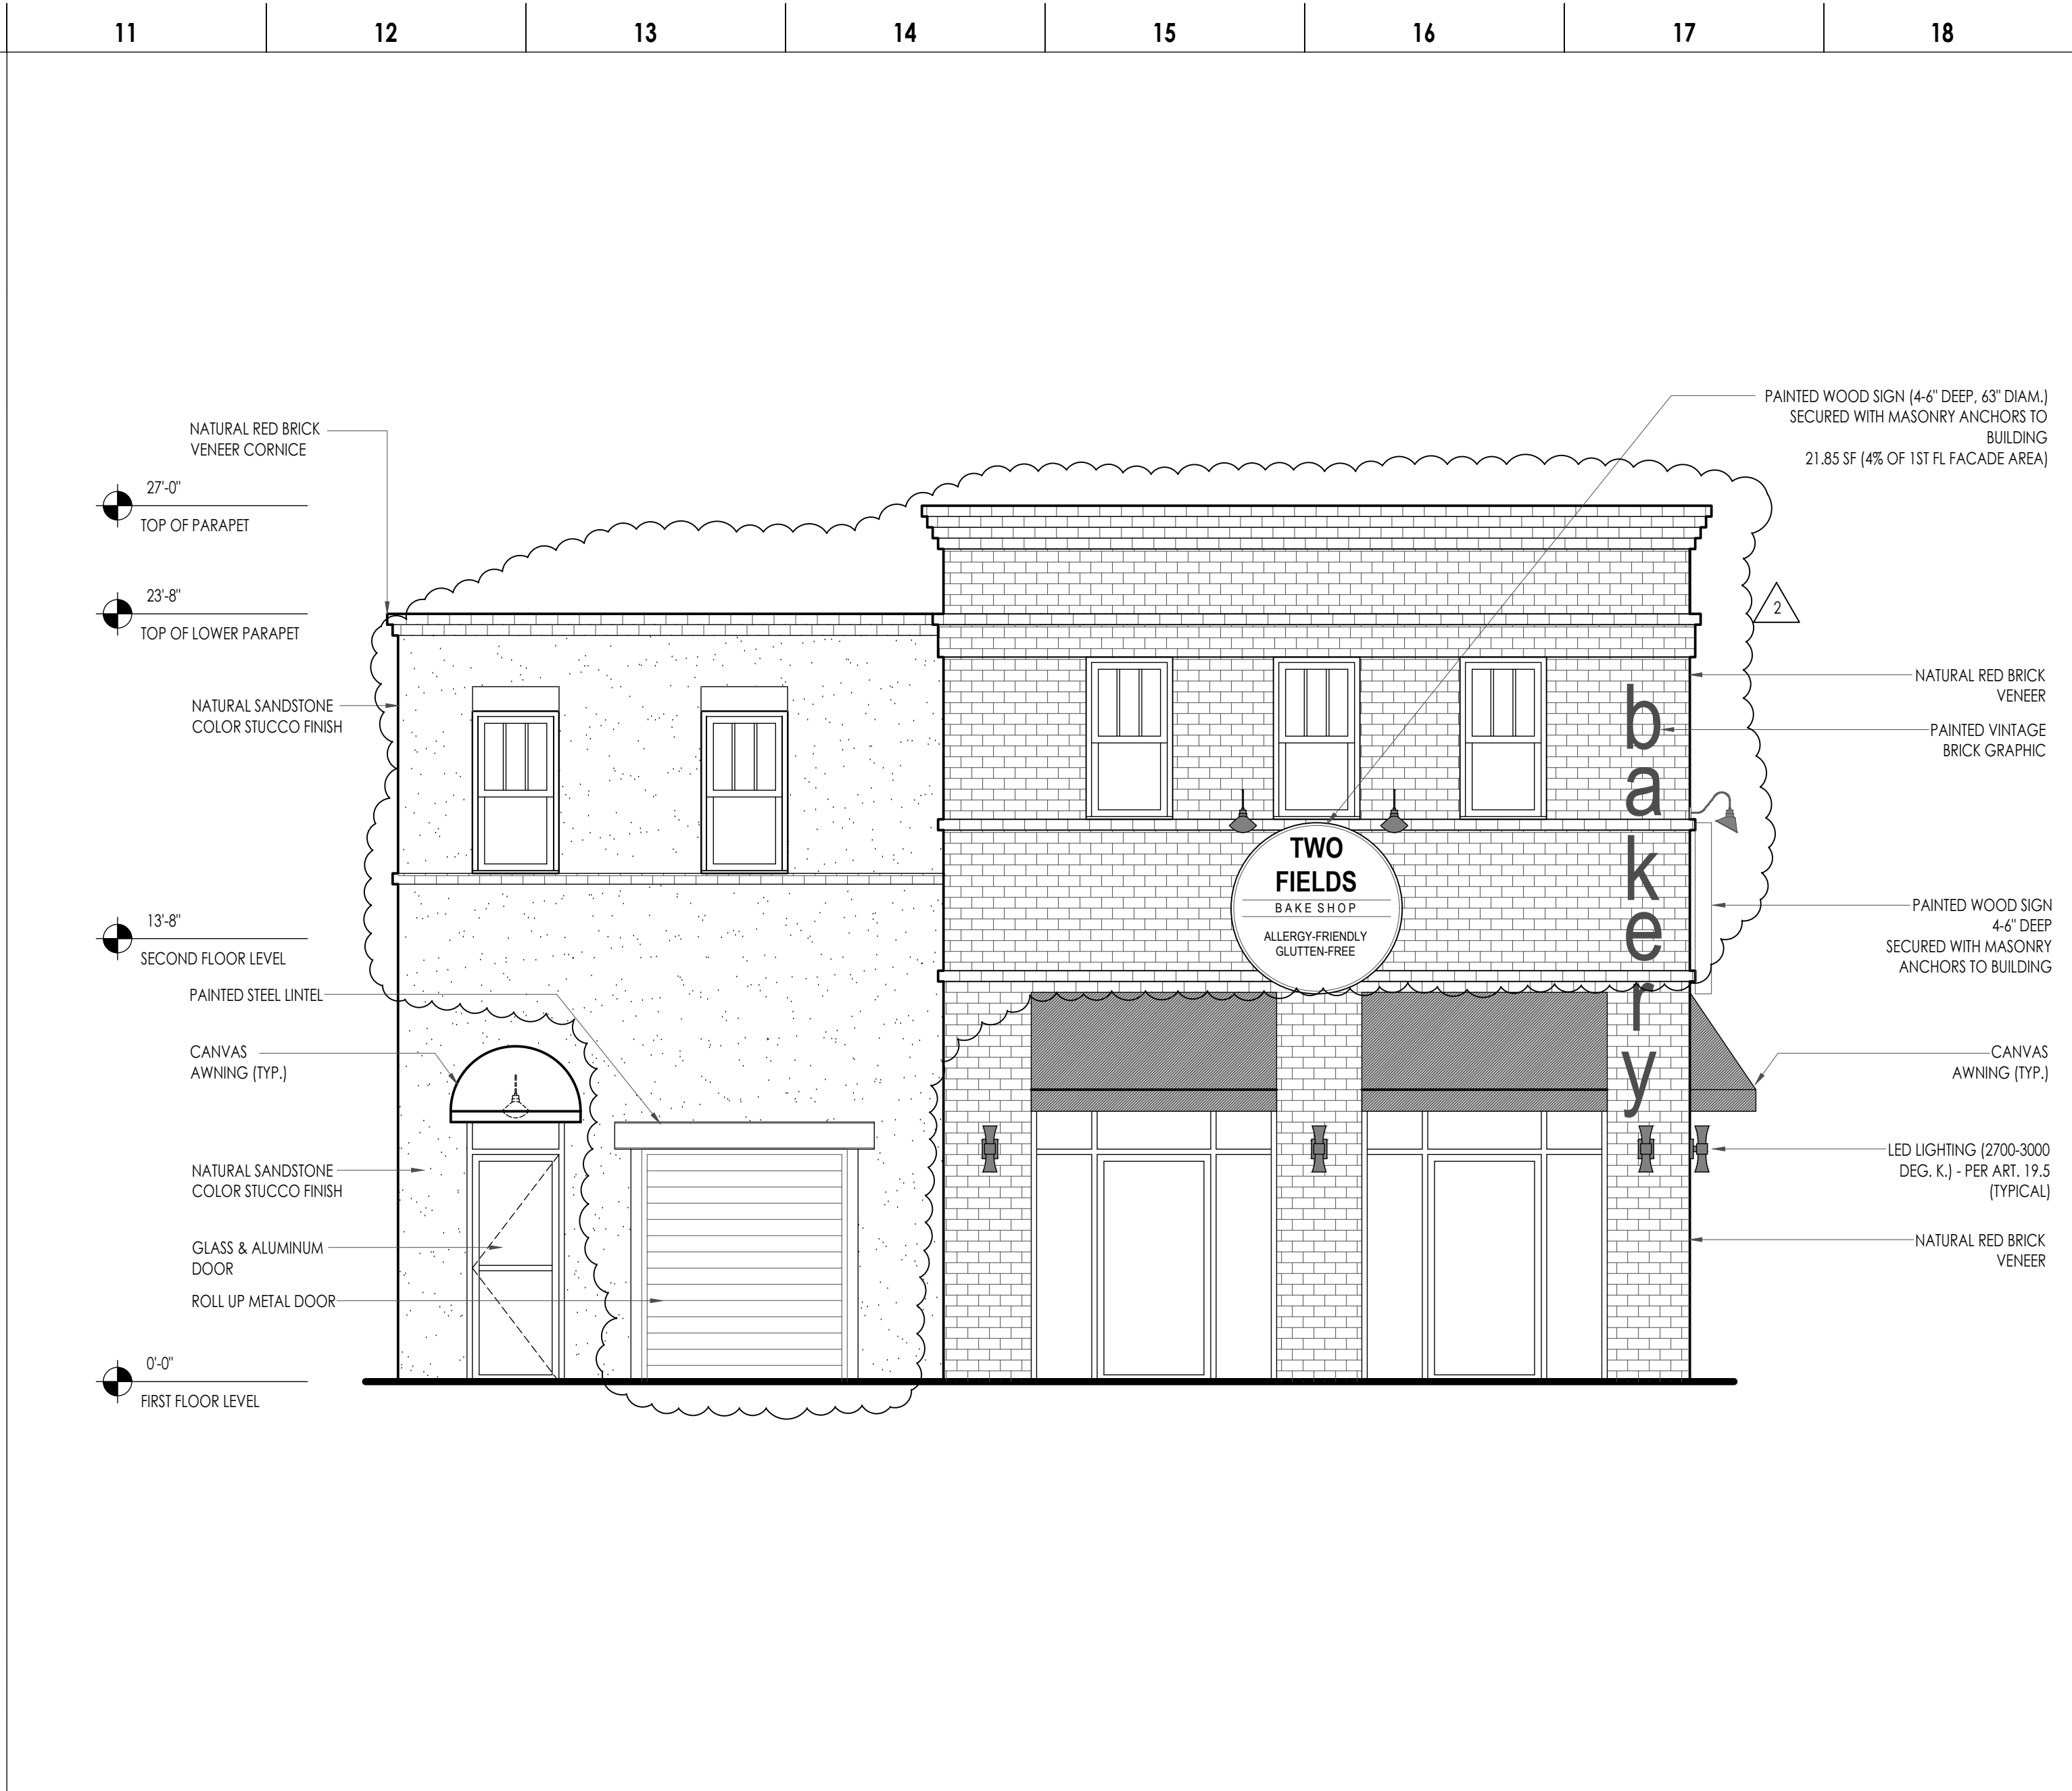 11 12 13 14 15 16 17 18
PAINTED WOOD SIGN (4-6" DEEP, 63" DIAM.)
SECURED WITH MASONRY ANCHORS TO
BUILDING
21.85 SF (4% OF 1ST FL FACADE AREA)
NATURAL RED BRICK
VENEER CORNICE
27'-0"
TOP OF PARAPET
23'-8"
TOP OF LOWER PARAPET
2
NATURAL SANDSTONE
COLOR STUCCO FINISH
NATURAL RED BRICK
VENEER
PAINTED VINTAGE
BRICK GRAPHIC
bakery
TWO
FIELDS
BAKE SHOP
ALLERGY-FRIENDLY
GLUTTEN-FREE
13'-8"
SECOND FLOOR LEVEL
PAINTED WOOD SIGN
4-6" DEEP
SECURED WITH MASONRY
ANCHORS TO BUILDING
PAINTED STEEL LINTEL
CANVAS
AWNING (TYP.)
CANVAS
AWNING (TYP.)
NATURAL SANDSTONE
COLOR STUCCO FINISH
LED LIGHTING (2700-3000
DEG. K.) - PER ART. 19.5
(TYPICAL)
GLASS & ALUMINUM
DOOR
NATURAL RED BRICK
VENEER
ROLL UP METAL DOOR
0'-0"
FIRST FLOOR LEVEL